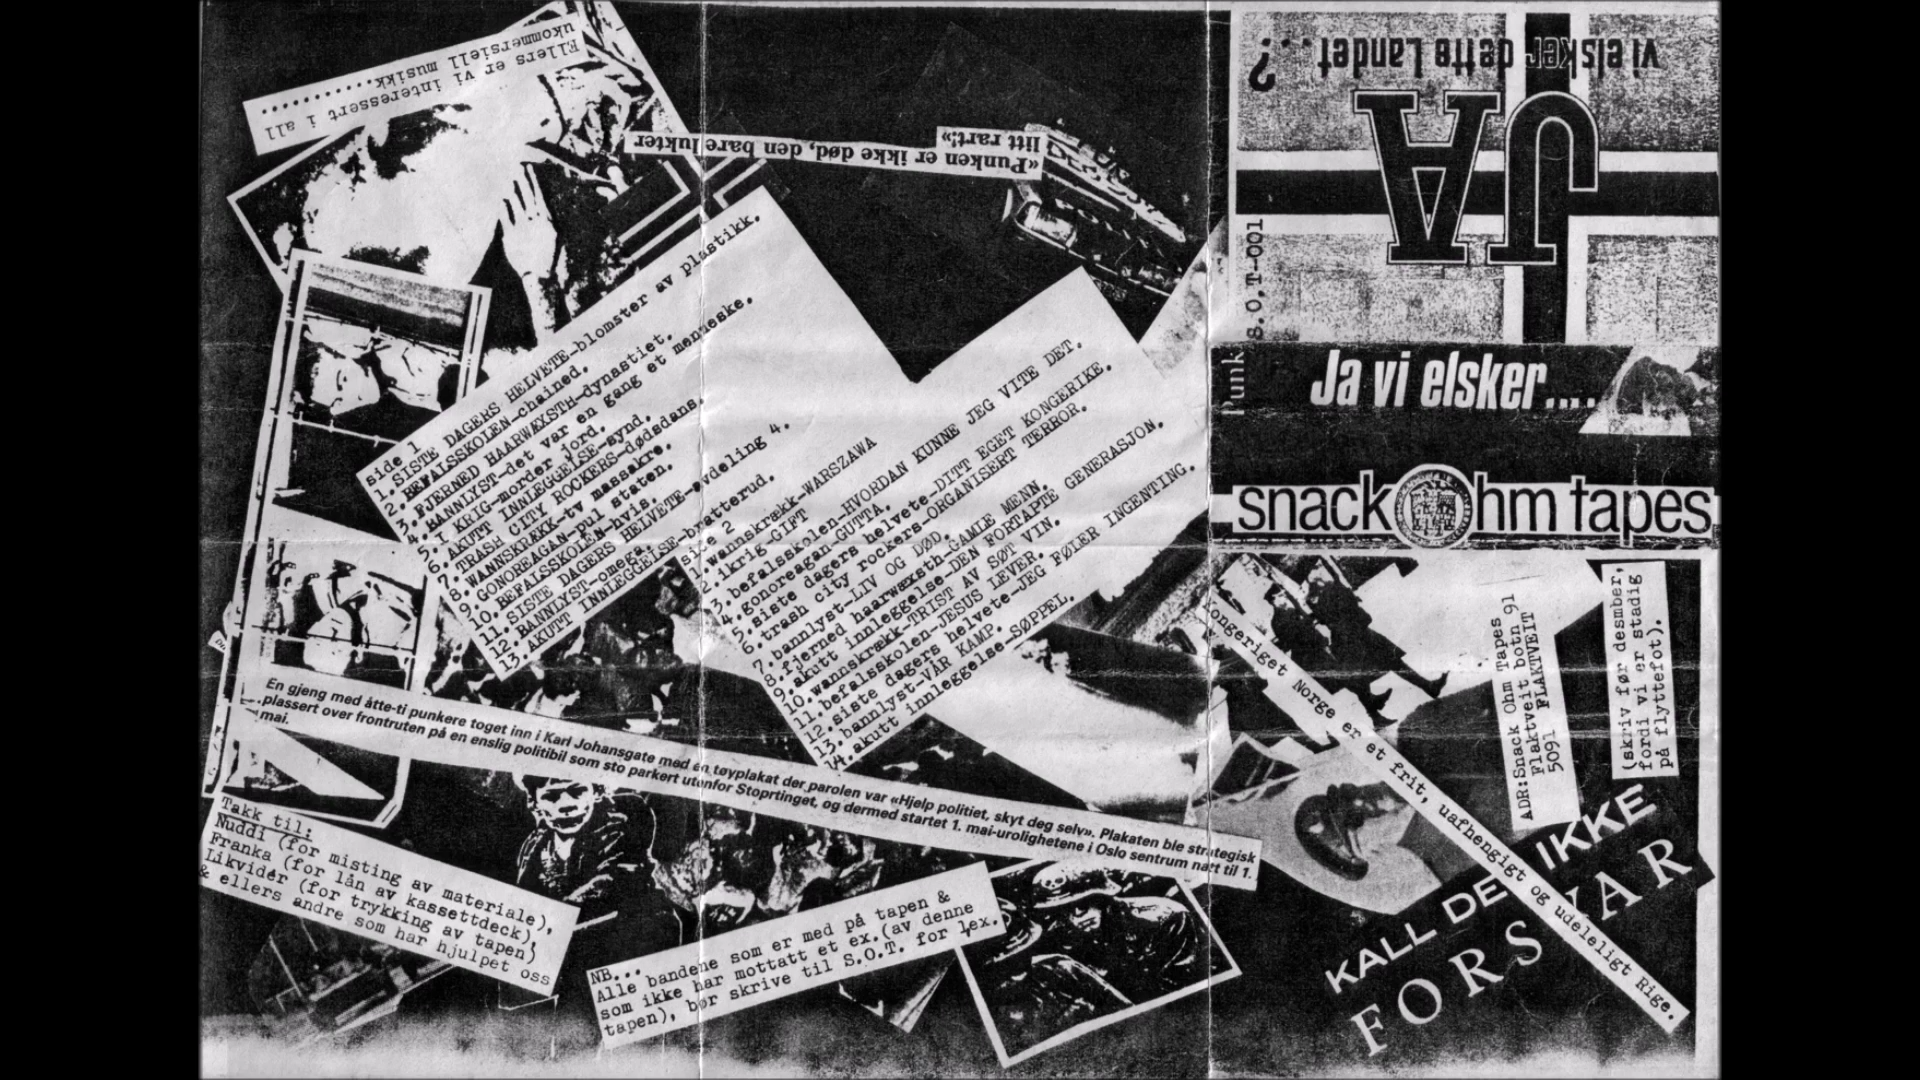 Ellers er vi interessert i all
ukommersiell musikk..........
«Punken er ikke død, den bare lukter
litt rart!»
side 1
1. SISTE DAGERS HELVETE-blomster av plastikk.
2. BEFALSSKOLEN-chained.
3. FJERNED HAARWÆXSTH-dynastiet.
4. BANNLYST-det var en gang et menneske.
5. I KRIG-morder jord.
6. AKUTT INNLEGGELSE-synd.
7. TRASH CITY ROCKERS-dødsdans.
8. WANNSKRÆKK-tv massakre.
9. GONOREAGAN-pul staten.
10. BEFALSSKOLEN-hvis.
11. SISTE DAGERS HELVETE-avdeling 4.
12. BANNLYST-omega.
13. AKUTT INNLEGGELSE-bratterud.
side 2
1. wannskrækk-WARSZAWA
2. ikrig-GIFT
3. befalsskolen-HVORDAN KUNNE JEG VITE DET.
4. gonoreagan-GUTTA.
5. siste dagers helvete-DITT EGET KONGERIKE.
6. trash city rockers-ORGANISERT TERROR.
7. bannlyst-LIV OG DØD.
8. fjerned haarwæxsth-GAMLE MENN.
9. akutt innleggelse-DEN FORTAPTE GENERASJON.
10. wannskrækk-TRIST AV SØT VIN.
11. befalsskolen-JESUS LEVER.
12. siste dagers helvete-JEG FØLER INGENTING.
13. bannlyst-VÅR KAMP.
14. akutt innleggelse-SØPPEL.
En gjeng med åtte-ti punkere toget inn i Karl Johansgate med en tøyplakat der parolen var «Hjelp politiet, skyt deg selv». Plakaten ble strategisk
plassert over frontruten på en enslig politibil som sto parkert utenfor Stoprtinget, og dermed startet 1. mai-urolighetene i Oslo sentrum natt til 1.
mai.
Takk til:
Nuddi (for misting av materiale),
Franka (for lån av kassettdeck),
Likvider (for trykking av tapen)
& ellers andre som har hjulpet oss
NB...
Alle bandene som er med på tapen &
som ikke har mottatt et ex.(av denne
tapen), bør skrive til S.O.T. for lex.
vi elsker dette Landet ..?
JA
S.O.T-001
Punk
Ja vi elsker....
snack Ohm tapes
Kongeriget Norge er et frit, uafhengigt og udeleligt Rige.
ADR:Snack Ohm Tapes
Flaktveit botn 91
5091 FLAKTVEIT
(skriv før desmber,
fordi vi er stadig
på flyttefot).
KALL DET IKKE
FORSVAR